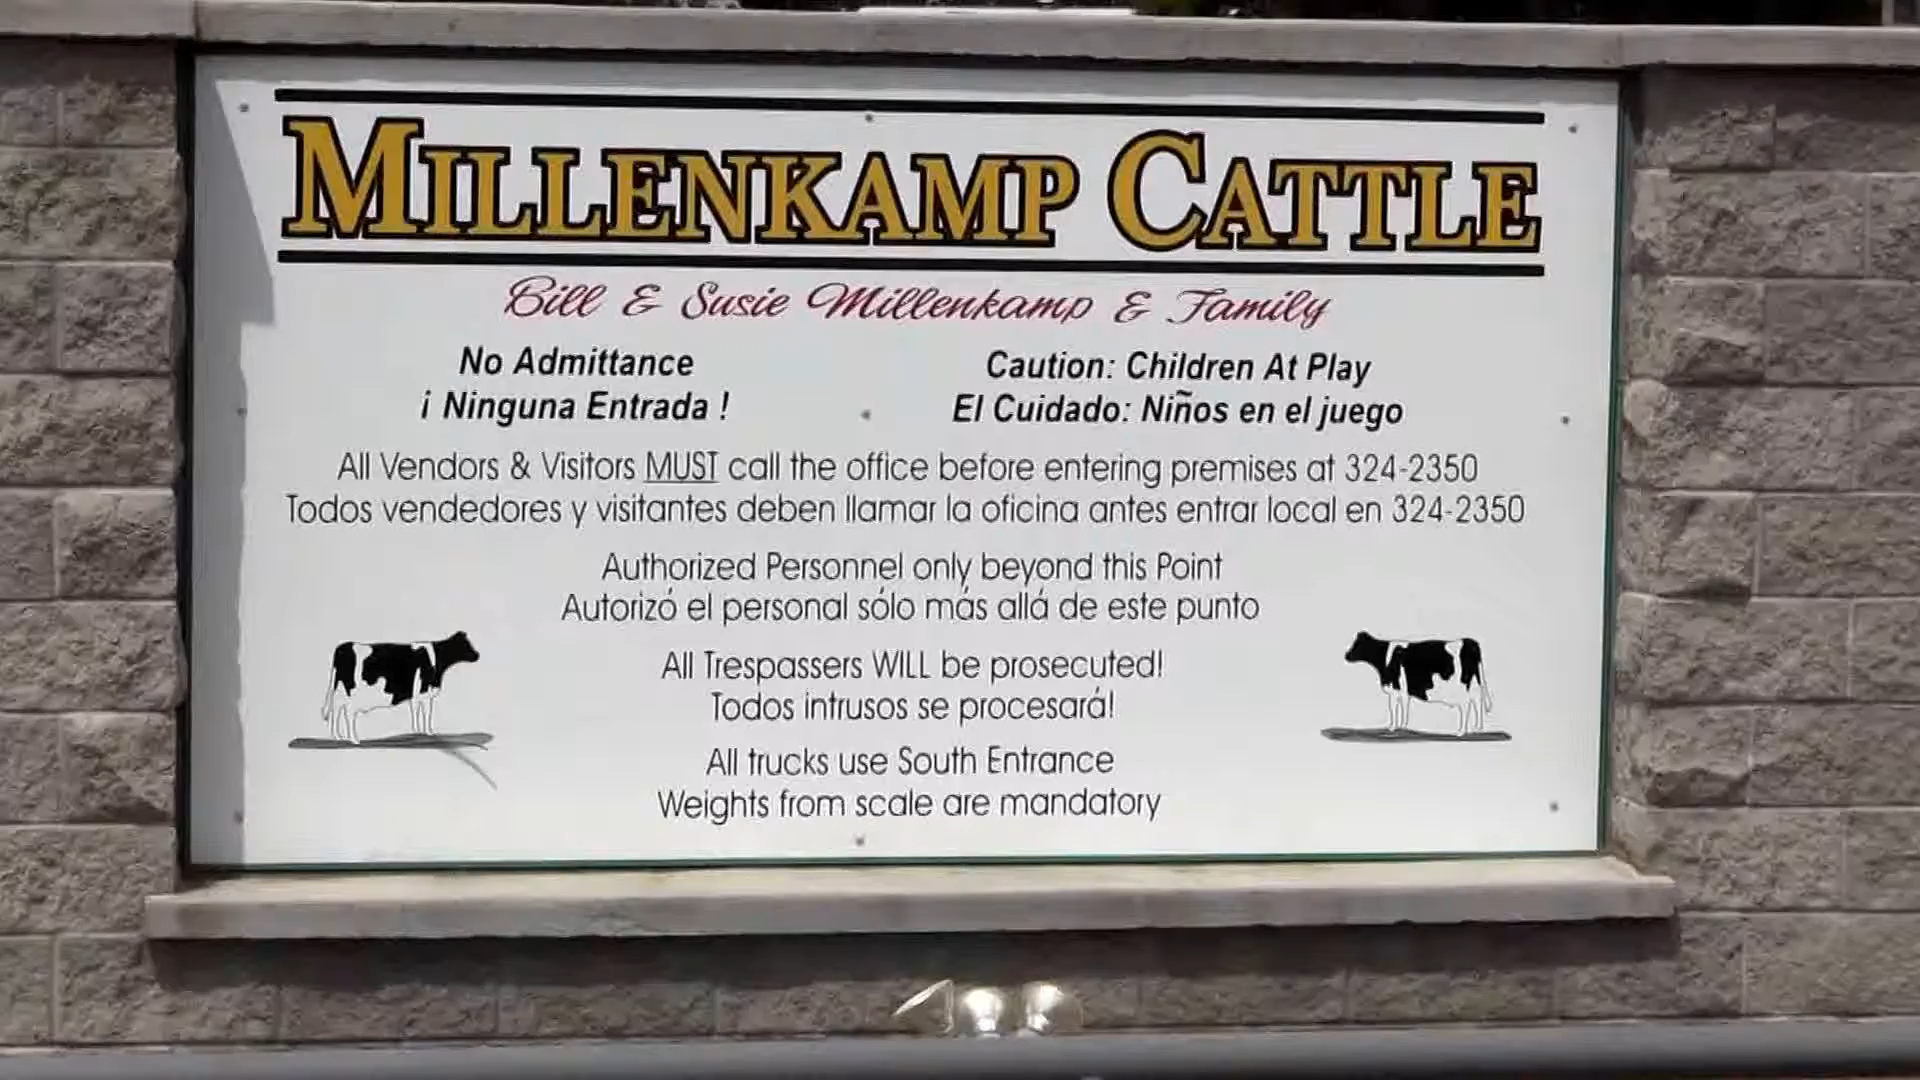 MILLENKAMP CATTLE
Bill & Susie Millenkamp & Family
No Admittance
¡ Ninguna Entrada !
Caution: Children At Play
El Cuidado: Niños en el juego
All Vendors & Visitors MUST call the office before entering premises at 324-2350
Todos vendedores y visitantes deben llamar la oficina antes entrar local en 324-2350
Authorized Personnel only beyond this Point
Autorizó el personal sólo más allá de este punto
All Trespassers WILL be prosecuted!
Todos intrusos se procesará!
All trucks use South Entrance
Weights from scale are mandatory